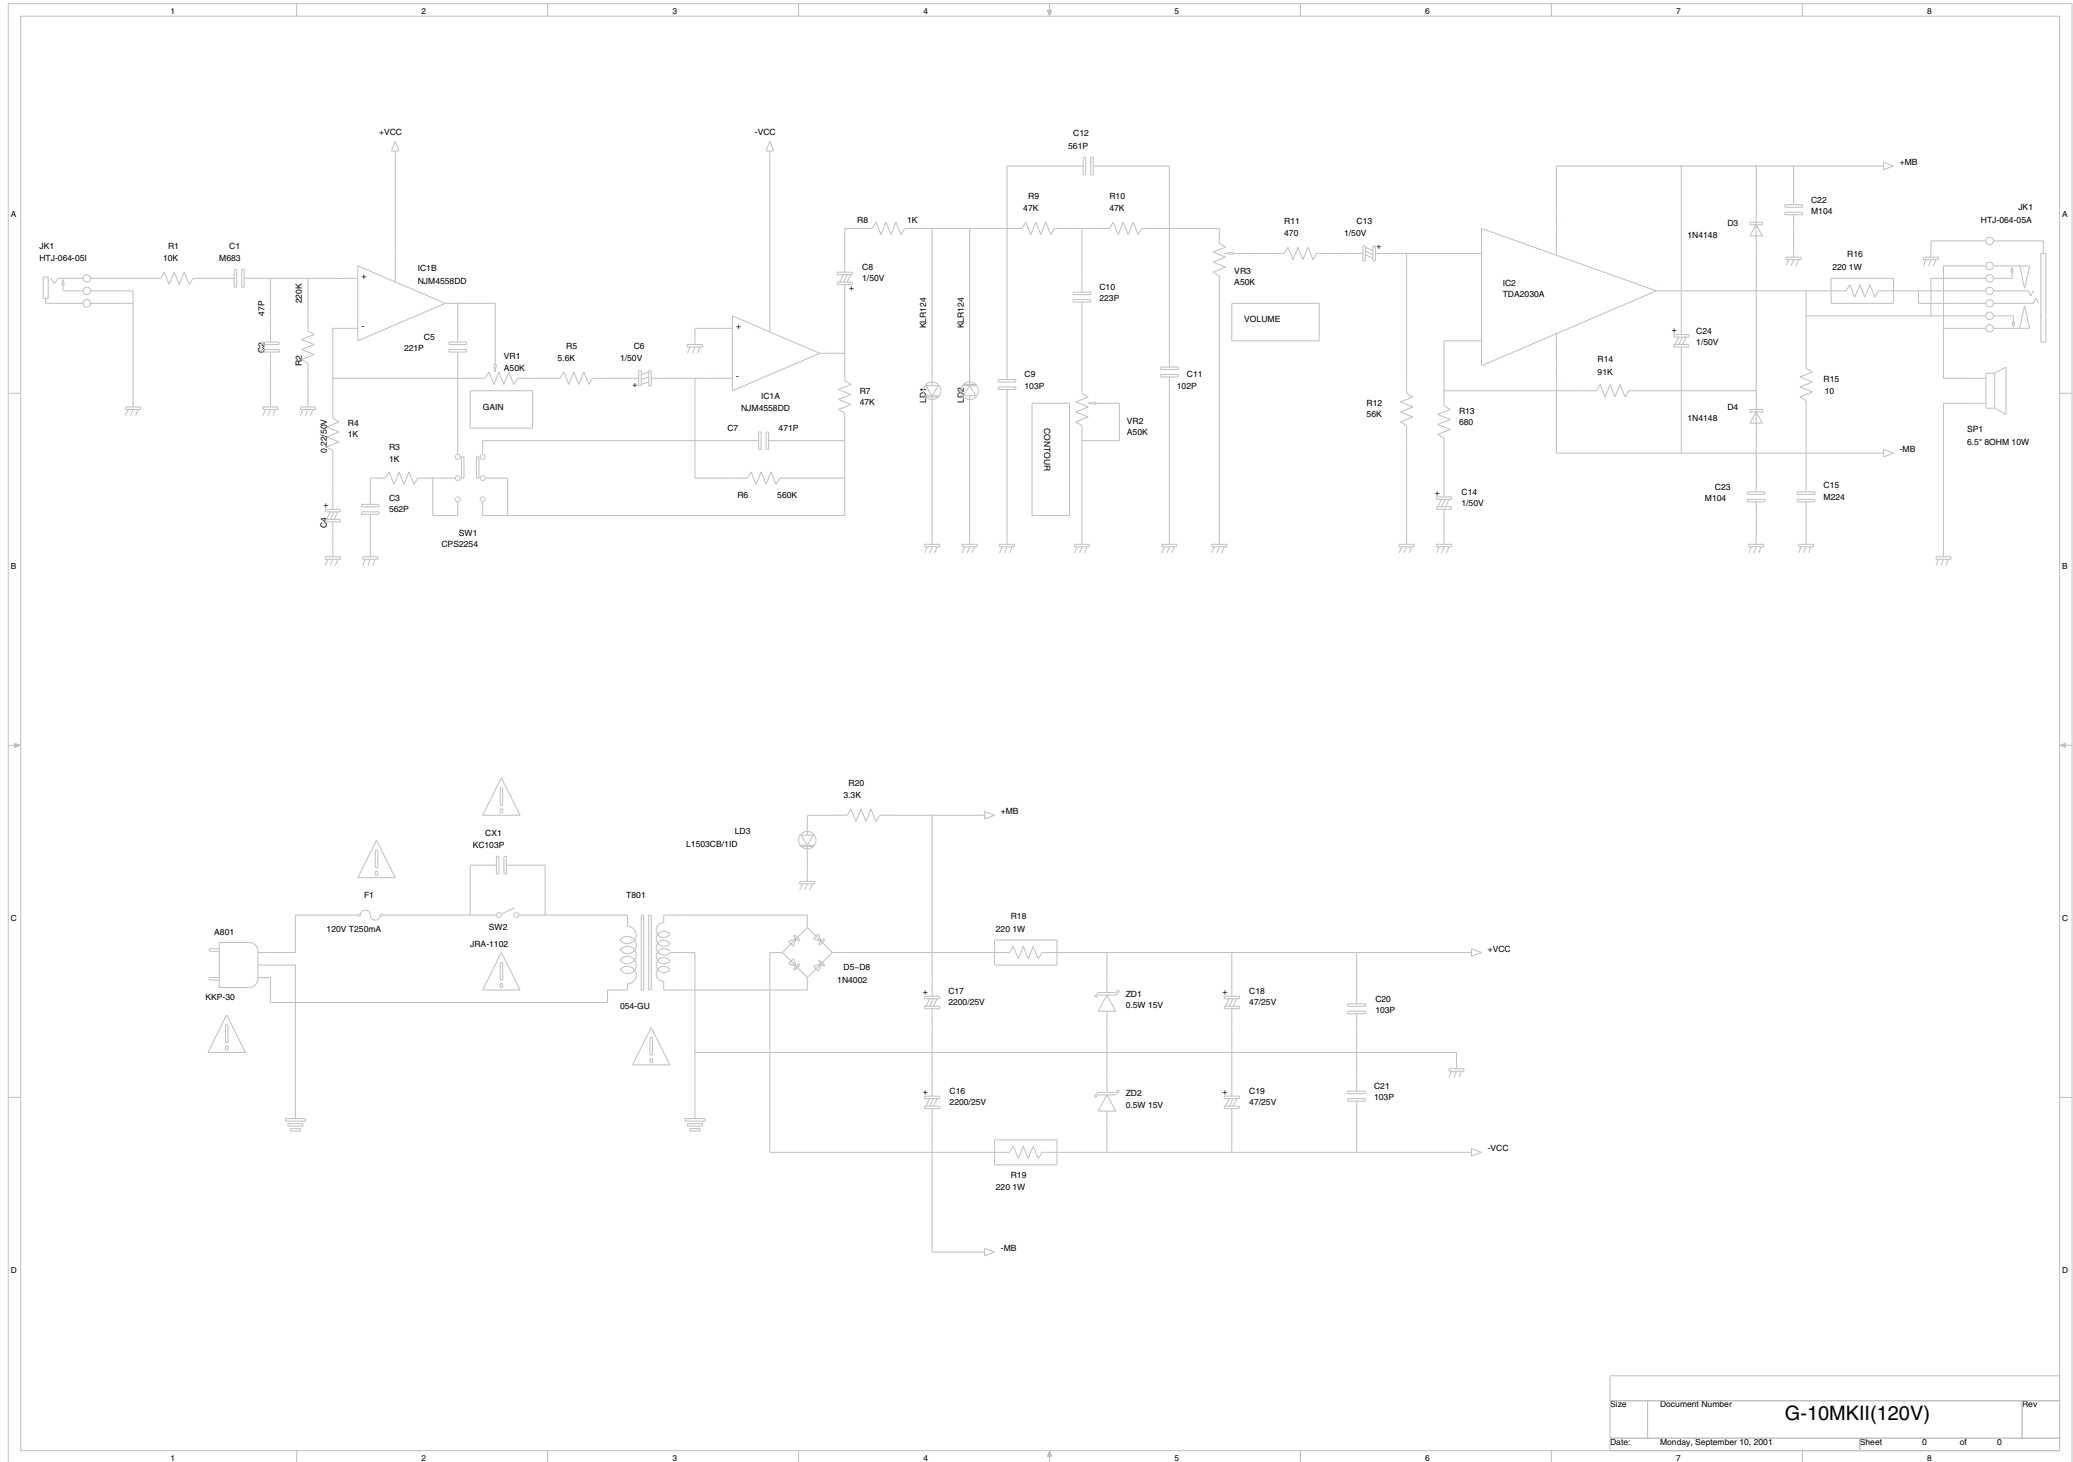 1 2 3 4 5 6 7 8
A
A
B
B
C
C
D
D
+VCC
-VCC
C12
561P
+MB
R9
47K
R10
47K
R8
1K
R11
470
C13
1/50V
D3
1N4148
C22
M104
JK1
HTJ-064-05A
JK1
HTJ-064-05I
R1
10K
C1
M683
47P
C2
220K
R2
+
-
IC1B
NJM4558DD
C5
221P
VR1
A50K
GAIN
R5
5.6K
C6
1/50V
+
+
-
IC1A
NJM4558DD
C8
1/50V
+
R7
47K
KLR124
LD1
KLR124
LD2
C9
103P
C10
223P
CONTOUR
VR2
A50K
C11
102P
VR3
A50K
VOLUME
+
R12
56K
IC2
TDA2030A
R13
680
+
C14
1/50V
R14
91K
+
C24
1/50V
D4
1N4148
-MB
C23
M104
R16
220 1W
R15
10
C15
M224
SP1
6.5" 8OHM 10W
0.22/50V
R4
1K
+
C4
R3
1K
C3
562P
SW1
CPS2254
C7
471P
R6
560K
R20
3.3K
+MB
LD3
L1503CB/1ID
CX1
KC103P
F1
120V T250mA
SW2
JRA-1102
T801
054-GU
A801
KKP-30
D5~D8
1N4002
R18
220 1W
+VCC
+
C17
2200/25V
ZD1
0.5W 15V
+
C18
47/25V
C20
103P
+
C16
2200/25V
ZD2
0.5W 15V
+
C19
47/25V
C21
103P
-VCC
R19
220 1W
-MB
Size
Document Number
G-10MKII(120V)
Rev
Date:
Monday, September 10, 2001
Sheet 0 of 0
1 2 3 4 5 6 7 8